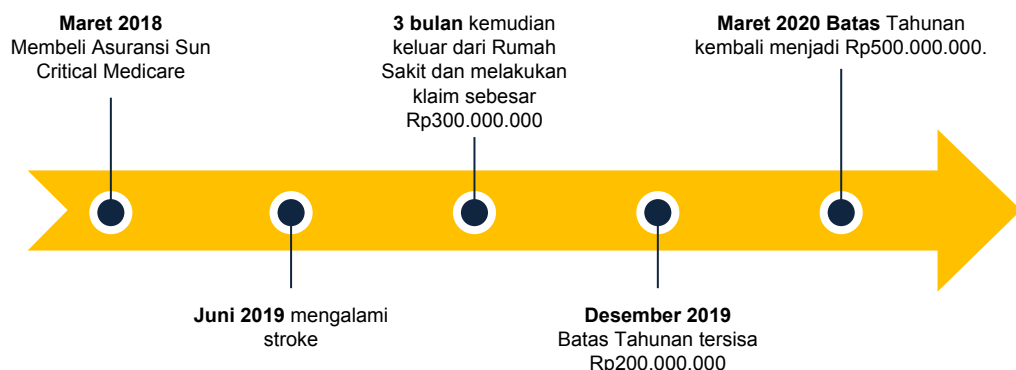 Maret 2018
Membeli Asuransi Sun
Critical Medicare
3 bulan kemudian
keluar dari Rumah
Sakit dan melakukan
klaim sebesar
Rp300.000.000
Maret 2020 Batas Tahunan
kembali menjadi Rp500.000.000.
Juni 2019 mengalami
stroke
Desember 2019
Batas Tahunan tersisa
Rp200.000.000